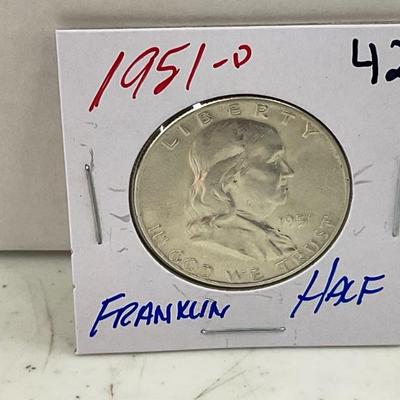 1951-D
42
LIBERTY
1951
IN GOD WE TRUST
FRANKLIN HALF